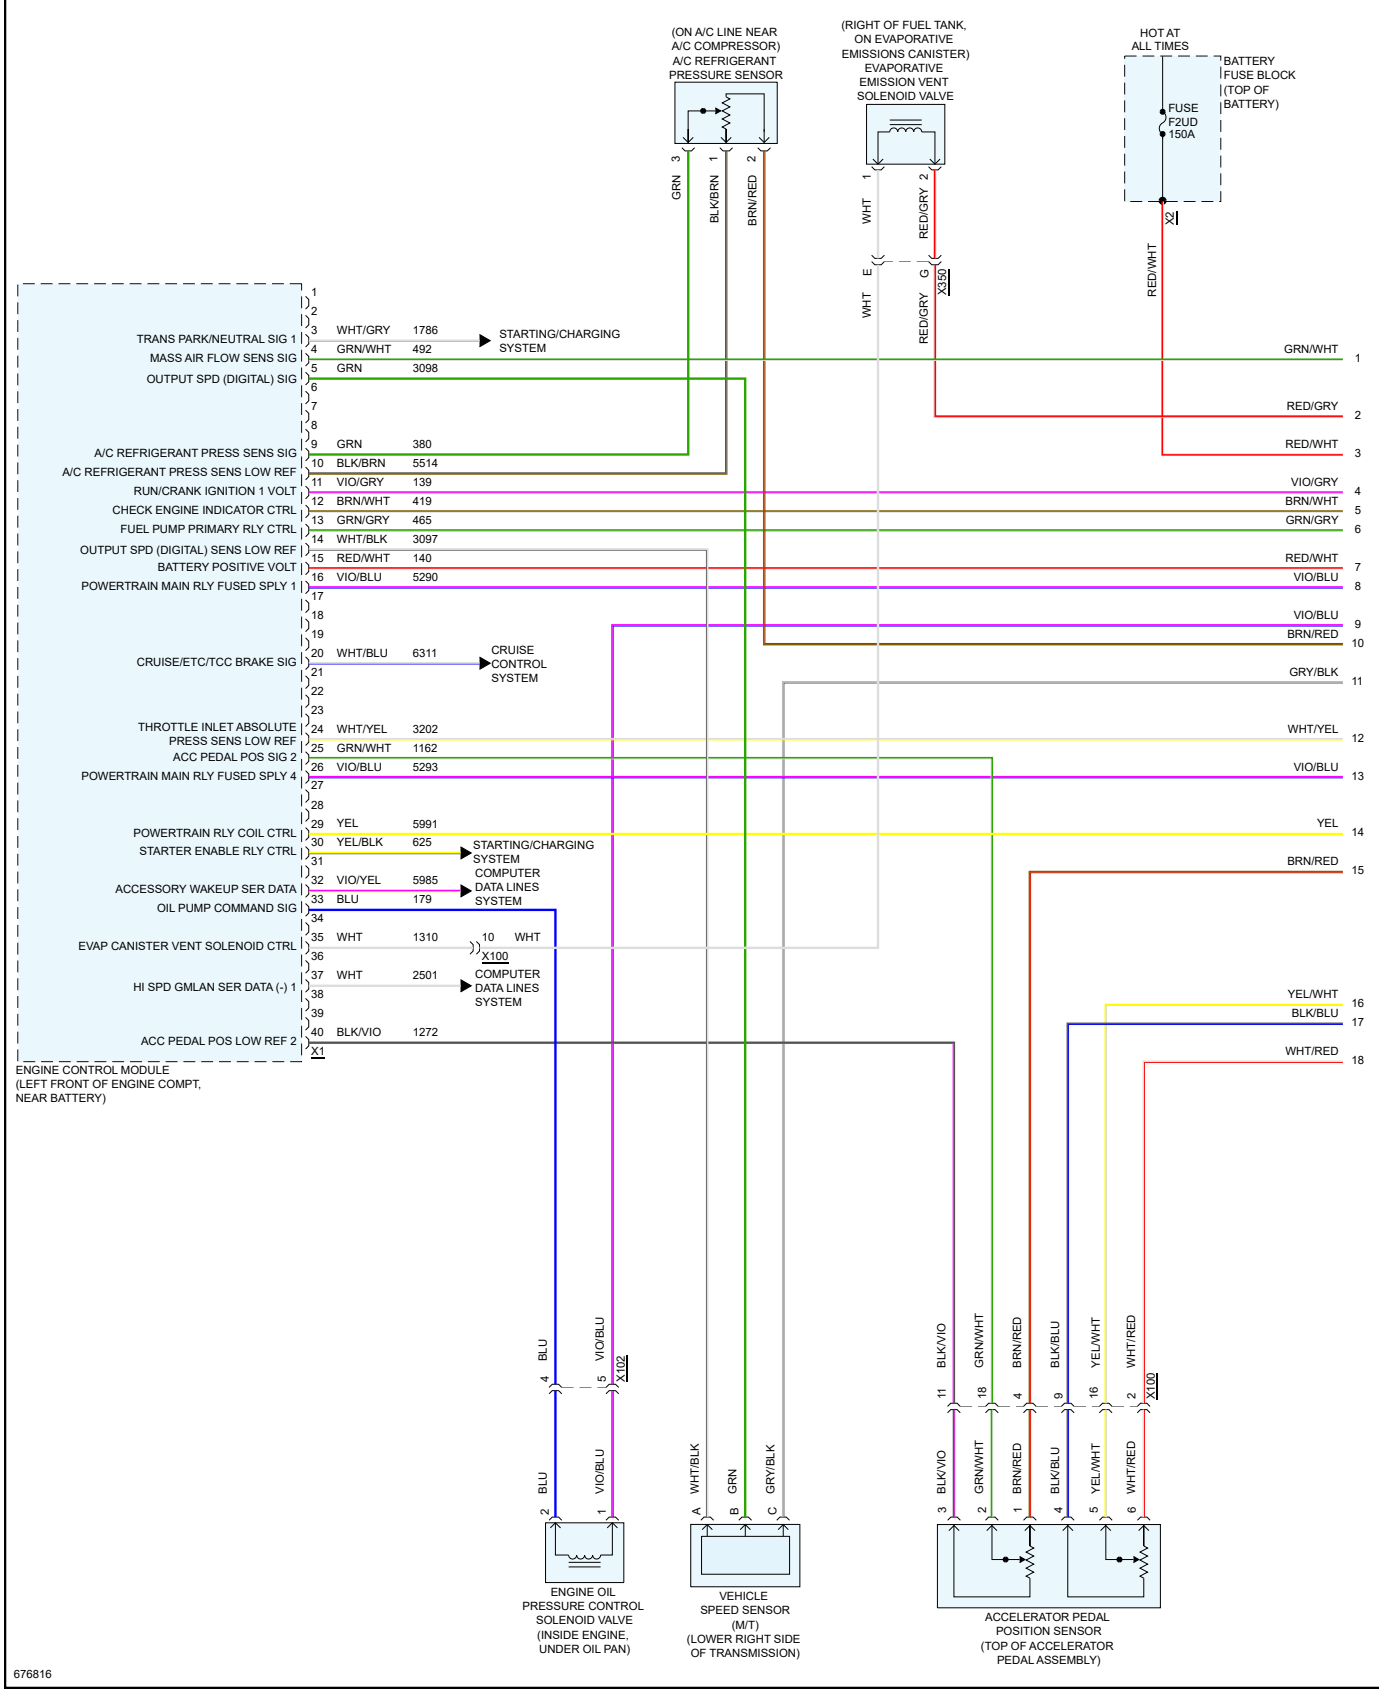 (ON A/C LINE NEAR
A/C COMPRESSOR)
A/C REFRIGERANT
PRESSURE SENSOR
(RIGHT OF FUEL TANK,
ON EVAPORATIVE
EMISSIONS CANISTER)
EVAPORATIVE
EMISSION VENT
SOLENOID VALVE
HOT AT
ALL TIMES
BATTERY
FUSE BLOCK
(TOP OF
BATTERY)
FUSE
F2UD
150A
X2
RED/WHT
3 1 2
GRN BLK/BRN BRN/RED
1 2
WHT RED/GRY
E G X350
WHT RED/GRY
1
2
TRANS PARK/NEUTRAL SIG 1 3 WHT/GRY 1786
STARTING/CHARGING
SYSTEM
MASS AIR FLOW SENS SIG 4 GRN/WHT 492 GRN/WHT 1
OUTPUT SPD (DIGITAL) SIG 5 GRN 3098
6
7
RED/GRY 2
8
A/C REFRIGERANT PRESS SENS SIG 9 GRN 380 RED/WHT 3
A/C REFRIGERANT PRESS SENS LOW REF 10 BLK/BRN 5514
RUN/CRANK IGNITION 1 VOLT 11 VIO/GRY 139 VIO/GRY 4
CHECK ENGINE INDICATOR CTRL 12 BRN/WHT 419 BRN/WHT 5
FUEL PUMP PRIMARY RLY CTRL 13 GRN/GRY 465 GRN/GRY 6
OUTPUT SPD (DIGITAL) SENS LOW REF 14 WHT/BLK 3097
BATTERY POSITIVE VOLT 15 RED/WHT 140 RED/WHT 7
POWERTRAIN MAIN RLY FUSED SPLY 1 16 VIO/BLU 5290 VIO/BLU 8
17
18
VIO/BLU 9
19
BRN/RED 10
CRUISE/ETC/TCC BRAKE SIG 20 WHT/BLU 6311
CRUISE
CONTROL
SYSTEM
21
GRY/BLK 11
22
23
THROTTLE INLET ABSOLUTE
PRESS SENS LOW REF 24 WHT/YEL 3202 WHT/YEL 12
ACC PEDAL POS SIG 2 25 GRN/WHT 1162
POWERTRAIN MAIN RLY FUSED SPLY 4 26 VIO/BLU 5293 VIO/BLU 13
27
28
POWERTRAIN RLY COIL CTRL 29 YEL 5991 YEL 14
STARTER ENABLE RLY CTRL 30 YEL/BLK 625
STARTING/CHARGING
SYSTEM
31
BRN/RED 15
ACCESSORY WAKEUP SER DATA 32 VIO/YEL 5985
COMPUTER
DATA LINES
SYSTEM
OIL PUMP COMMAND SIG 33 BLU 179
34
EVAP CANISTER VENT SOLENOID CTRL 35 WHT 1310 10 WHT
X100
36
HI SPD GMLAN SER DATA (-) 1 37 WHT 2501
COMPUTER
DATA LINES
SYSTEM
38
YEL/WHT 16
39
BLK/BLU 17
ACC PEDAL POS LOW REF 2 40 BLK/VIO 1272
X1
WHT/RED 18
ENGINE CONTROL MODULE
(LEFT FRONT OF ENGINE COMPT,
NEAR BATTERY)
BLU VIO/BLU
4 5 X102
BLU VIO/BLU
2 1
WHT/BLK GRN GRY/BLK
A B C
BLK/VIO GRN/WHT BRN/RED BLK/BLU YEL/WHT WHT/RED
11 18 4 9 16 2 X100
BLK/VIO GRN/WHT BRN/RED BLK/BLU YEL/WHT WHT/RED
3 2 1 4 5 6
ENGINE OIL
PRESSURE CONTROL
SOLENOID VALVE
(INSIDE ENGINE,
UNDER OIL PAN)
VEHICLE
SPEED SENSOR
(M/T)
(LOWER RIGHT SIDE
OF TRANSMISSION)
ACCELERATOR PEDAL
POSITION SENSOR
(TOP OF ACCELERATOR
PEDAL ASSEMBLY)
676816